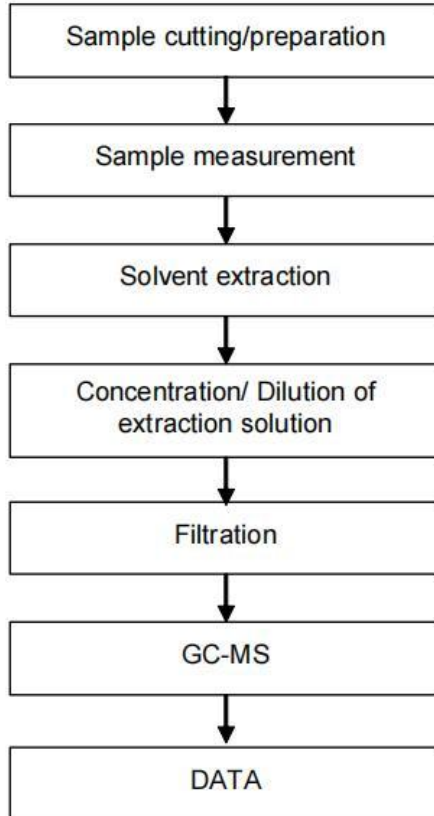 Sample cutting/preparation
Sample measurement
Solvent extraction
Concentration/ Dilution of
extraction solution
Filtration
GC-MS
DATA